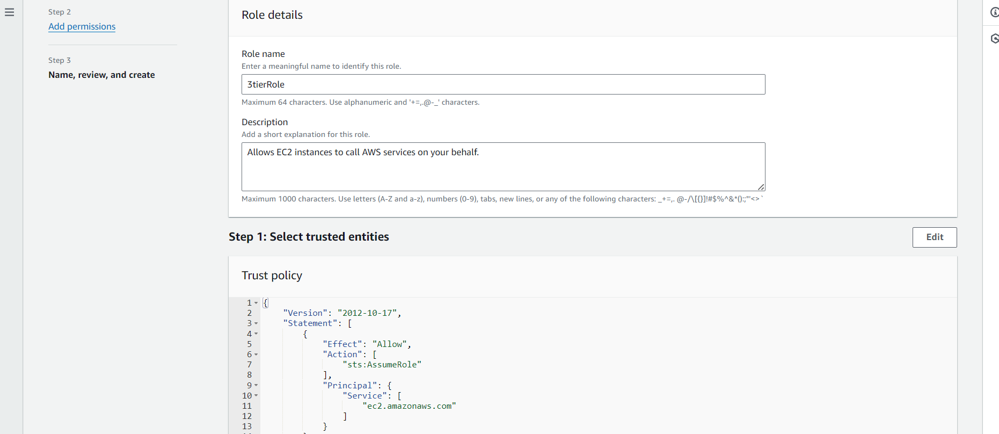 Step 2
Add permissions
Step 3
Name, review, and create
Role details
Role name
Enter a meaningful name to identify this role.
3tierRole
Maximum 64 characters. Use alphanumeric and '+=,.@-_' characters.
Description
Add a short explanation for this role.
Allows EC2 instances to call AWS services on your behalf.
Maximum 1000 characters. Use letters (A-Z and a-z), numbers (0-9), tabs, new lines, or any of the following characters: _+=,. @-/\[{}]!#$%^&*():;"'<>`
Step 1: Select trusted entities
Edit
Trust policy
1 {
2 "Version": "2012-10-17",
3 "Statement": [
4 {
5 "Effect": "Allow",
6 "Action": [
7 "sts:AssumeRole"
8 ],
9 "Principal": {
10 "Service": [
11 "ec2.amazonaws.com"
12 ]
13 }